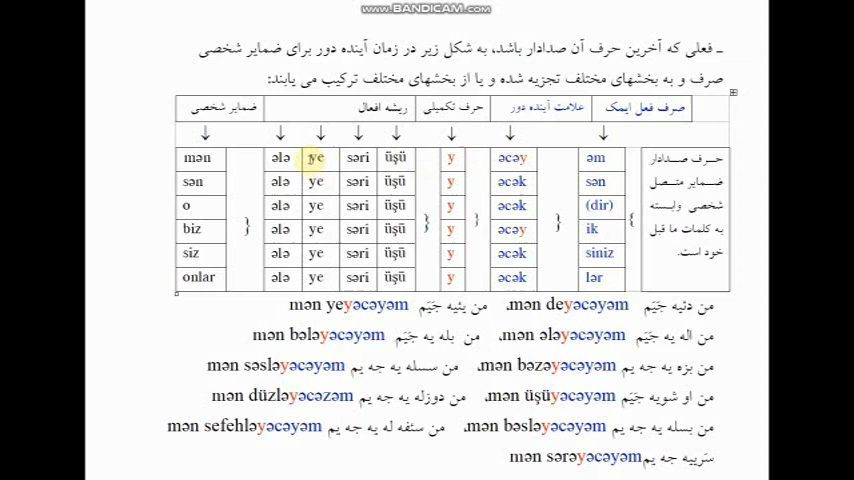 www.BANDICAM.com
ـ فعلی که آخرین حرف آن صدادار باشد، به شکل زیر در زمان آینده دور برای ضمایر شخصی
صرف و به بخشهای مختلف تجزیه شده و یا از بخشهای مختلف ترکیب می یابند:
ضمایر شخصی ریشه افعال حرف تکمیلی علامت آینده دور صرف فعل ایمک
↓ ↓ ↓ ↓ ↓ ↓ ↓ ↓
mən ələ ye səri üşü y əcəy əm حرف صدادار
sən ələ ye səri üşü y əcək sən ضمایر متصل
o ələ ye səri üşü y əcək (dir) شخصی وابسته
biz ələ ye səri üşü y əcəy ik به کلمات ما قبل
siz ələ ye səri üşü y əcək siniz خود است.
onlar ələ ye səri üşü y əcək lər
من دئیه جَیَم mən deyəcəyəm، من یئیه جَیَم mən yeyəcəyəm
من اله یه جَیَم mən ələyəcəyəm، من بله یه جَیَم mən bələyəcəyəm
من بزه یه جه یم mən bəzəyəcəyəm، من سسله یه جه یم mən səsləyəcəyəm
من او شویه جَیَم mən üşüyəcəyəm، من دوزله یه جه یم mən düzləyəcəzəm
من بسله یه جه یم mən bəsləyəcəyəm، من سئفه له یه جه یم mən sefehləyəcəyəm
سَرییه جه یم mən sərəyəcəyəm